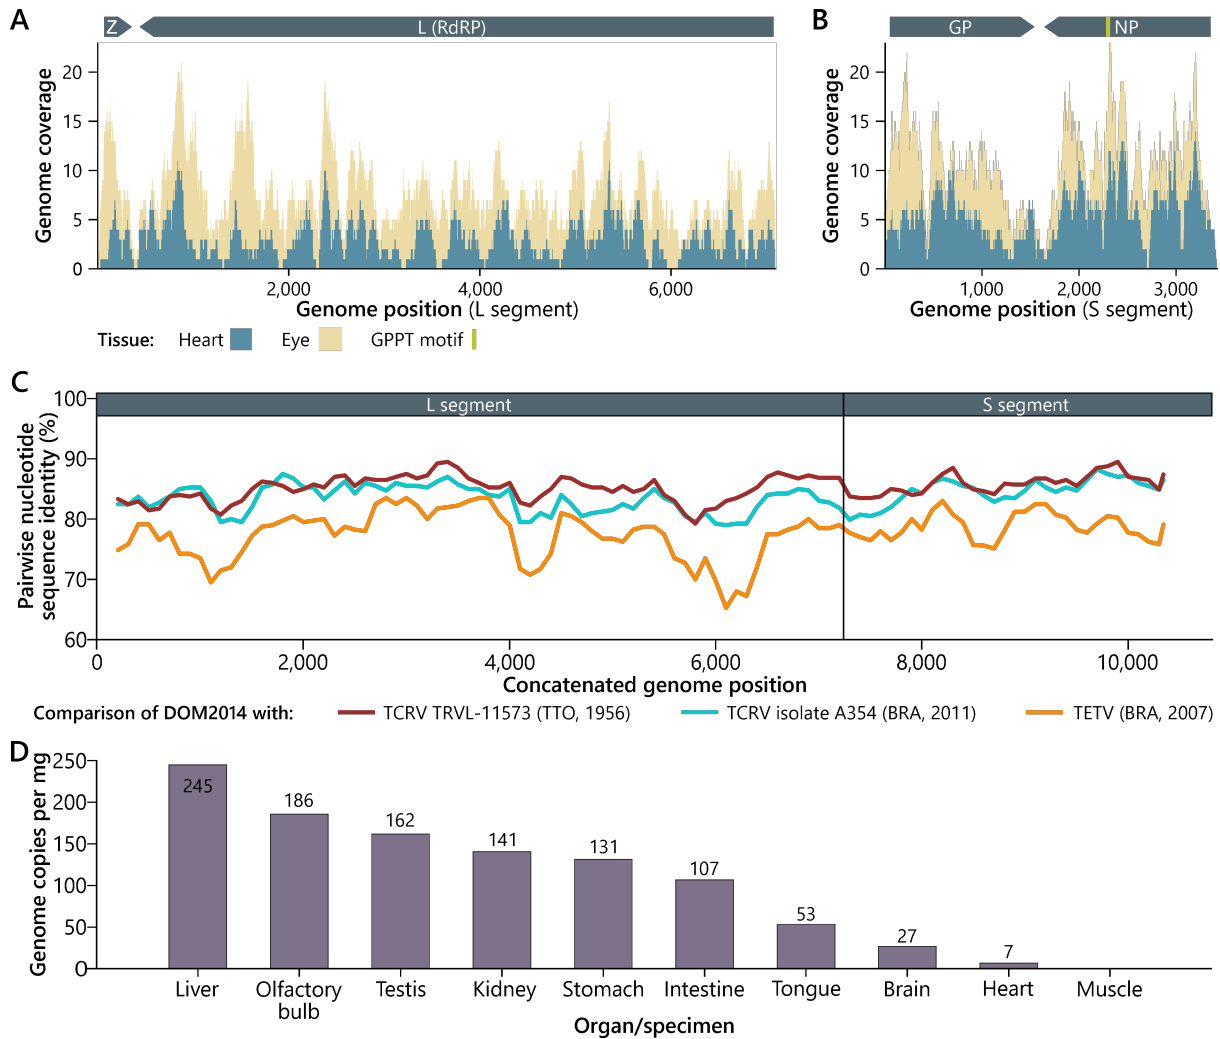 A
Z
L (RdRP)
Genome coverage
20
15
10
5
0
2,000
4,000
6,000
Genome position (L segment)
B
GP
NP
Genome coverage
20
15
10
5
0
1,000
2,000
3,000
Genome position (S segment)
Tissue: Heart Eye GPPT motif
C
Pairwise nucleotide
sequence identity (%)
100
90
80
70
60
L segment
S segment
0
2,000
4,000
6,000
8,000
10,000
Concatenated genome position
Comparison of DOM2014 with: TCRV TRVL-11573 (TTO, 1956) TCRV isolate A354 (BRA, 2011) TETV (BRA, 2007)
D
Genome copies per mg
250
200
150
100
50
0
245
186
162
141
131
107
53
27
7
Liver
Olfactory
bulb
Testis
Kidney
Stomach
Intestine
Tongue
Brain
Heart
Muscle
Organ/specimen